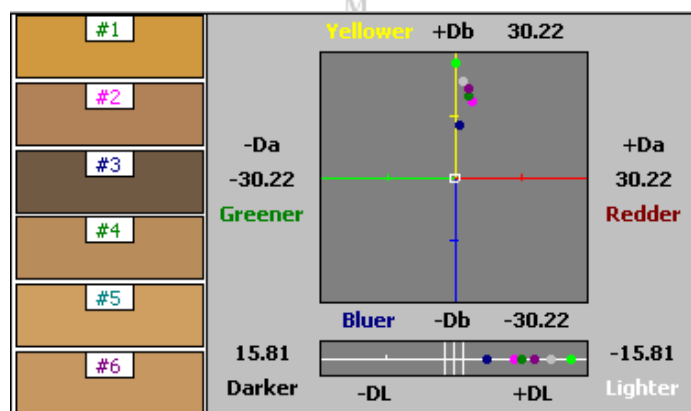 M
#1
#2
#3
#4
#5
#6
Yellower +Db 30.22
-Da
-30.22
Greener
+Da
30.22
Redder
Bluer -Db -30.22
15.81
Darker
-DL
+DL
-15.81
Lighter